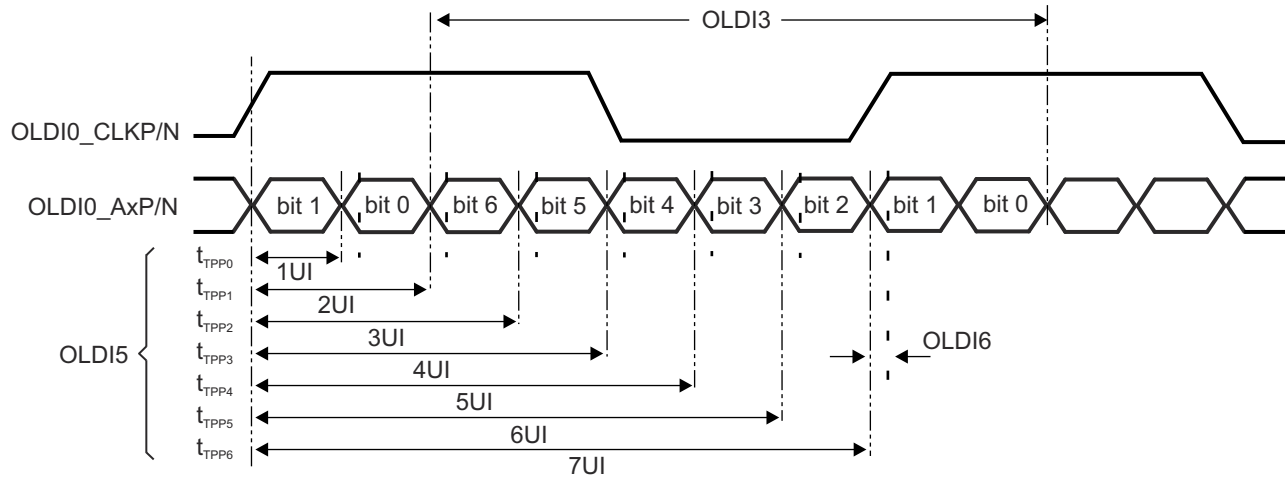 OLDI3
OLDI0_CLKP/N
OLDI0_AxP/N
bit 1 bit 0 bit 6 bit 5 bit 4 bit 3 bit 2 bit 1 bit 0
OLDI5
tTPP0
1UI
tTPP1
2UI
tTPP2
3UI
tTPP3
OLDI6
4UI
tTPP4
5UI
tTPP5
6UI
tTPP6
7UI